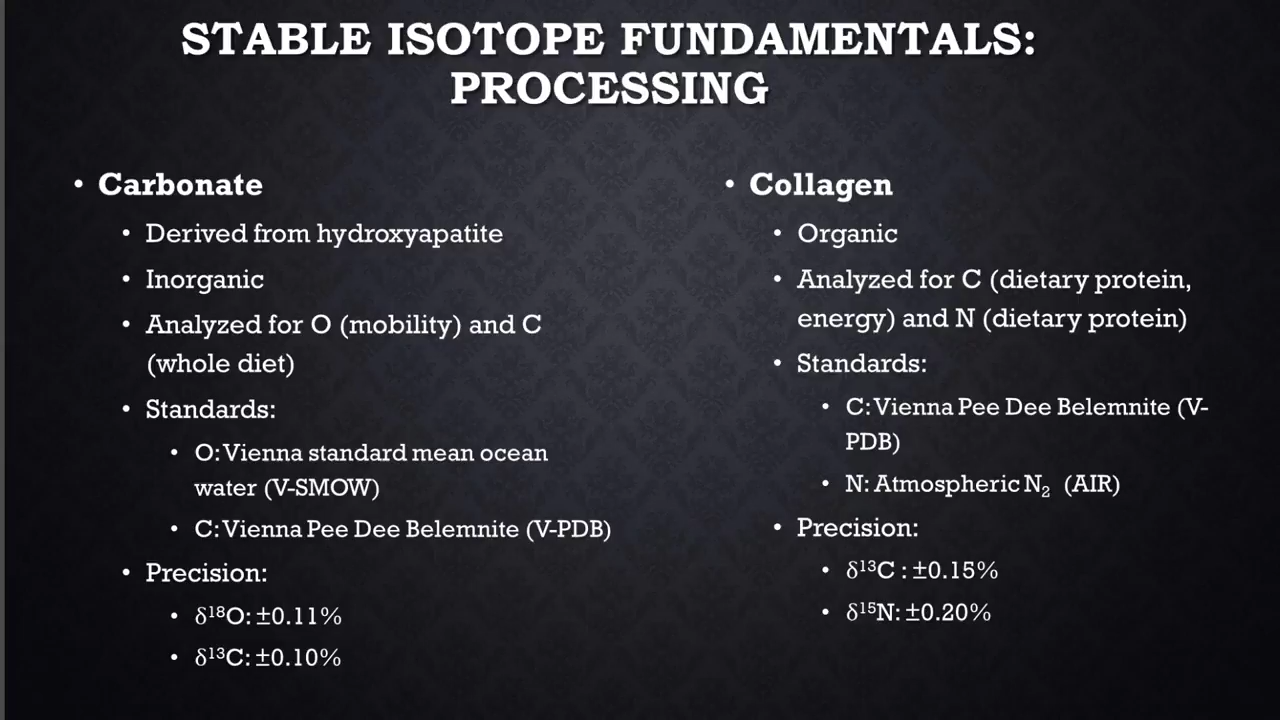 STABLE ISOTOPE FUNDAMENTALS:
PROCESSING
• Carbonate
• Derived from hydroxyapatite
• Inorganic
• Analyzed for O (mobility) and C
(whole diet)
• Standards:
• O: Vienna standard mean ocean
water (V-SMOW)
• C: Vienna Pee Dee Belemnite (V-PDB)
• Precision:
• δ¹⁸O: ±0.11%
• δ¹³C: ±0.10%
• Collagen
• Organic
• Analyzed for C (dietary protein,
energy) and N (dietary protein)
• Standards:
• C: Vienna Pee Dee Belemnite (V-
PDB)
• N: Atmospheric N₂ (AIR)
• Precision:
• δ¹³C : ±0.15%
• δ¹⁵N: ±0.20%